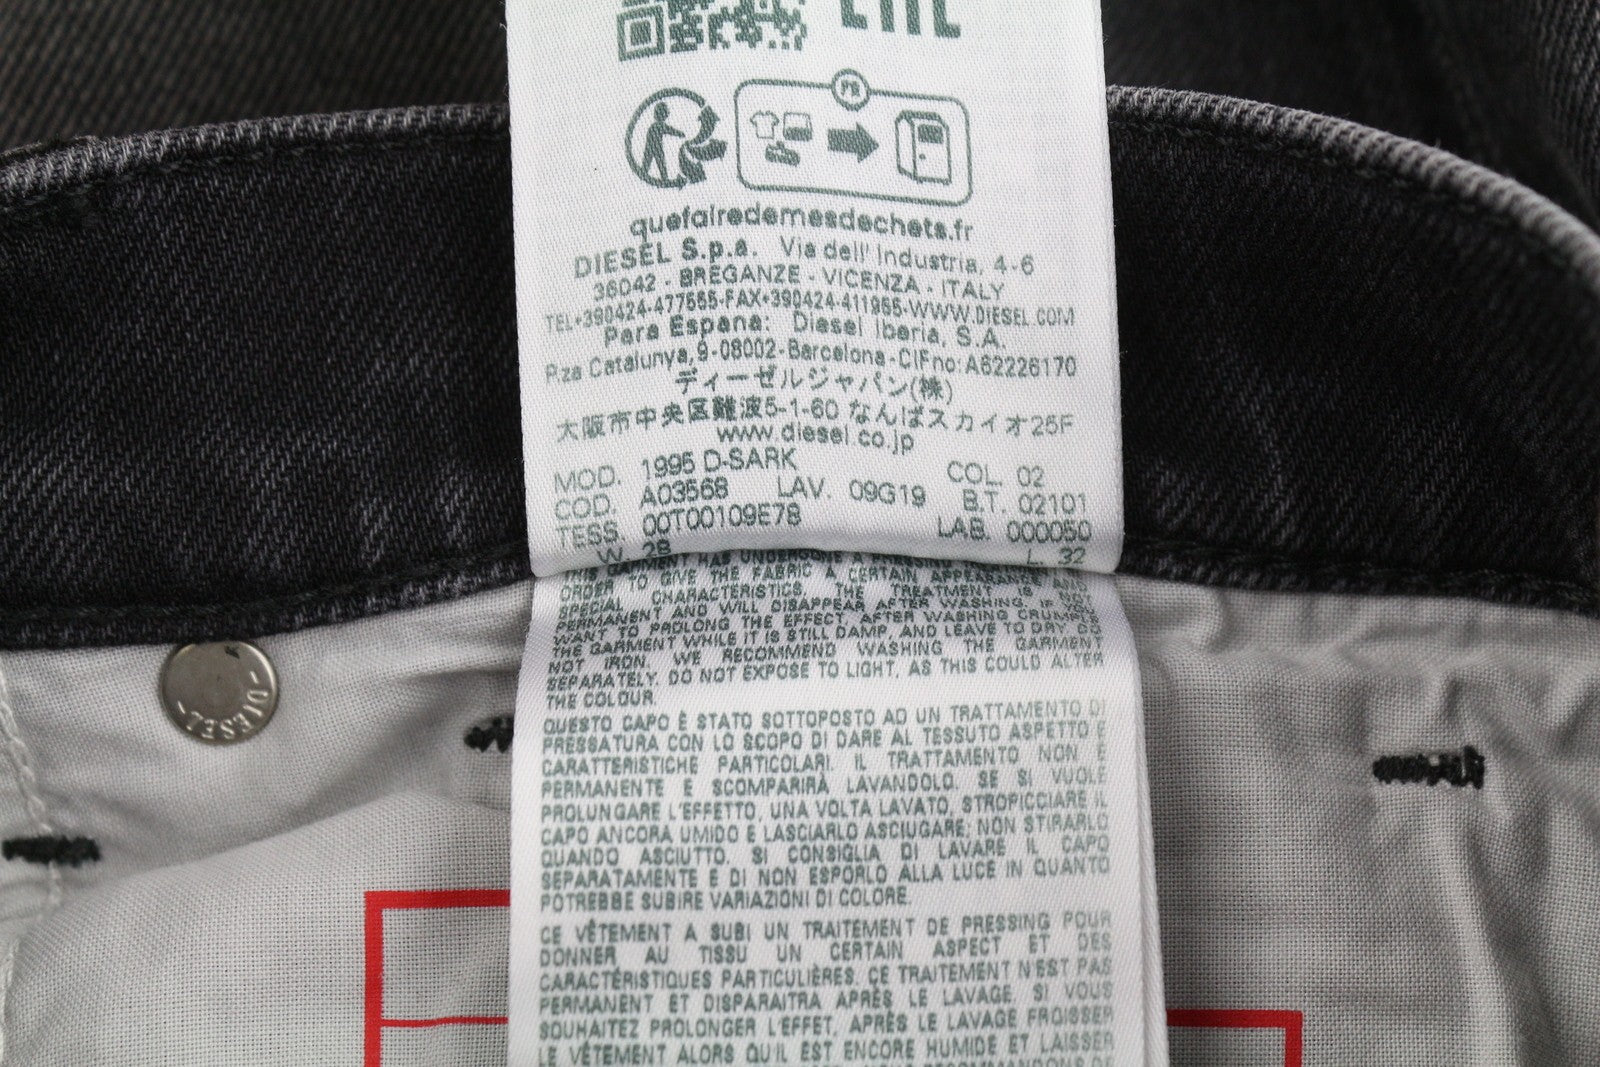 FR
quefairedemesdechets.fr
DIESEL S.p.a. Via dell' Industria, 4-6
36042 - BREGANZE - VICENZA - ITALY
TEL+390424-477555-FAX+390424-411955-WWW.DIESEL.COM
Para Espana: Diesel Iberia, S.A.
P.za Catalunya,9-08002-Barcelona-CIFno:A62226170
ディーゼルジャパン(株)
大阪市中央区難波5-1-60 なんばスカイオ25F
www.diesel.co.jp
MOD. 1995 D-SARK COL. 02
COD. A03568 LAV. 09G19 B.T. 02101
TESS. 00T00109E78 LAB. 000050
W. 28 L. 32
THIS GARMENT HAS UNDERGONE A
ORDER TO GIVE THE FABRIC A CERTAIN APPEARANCE AND
SPECIAL CHARACTERISTICS. THE TREATMENT IS NOT
PERMANENT AND WILL DISAPPEAR AFTER WASHING. IF YOU
WANT TO PROLONG THE EFFECT, AFTER WASHING CRUMPLE
THE GARMENT WHILE IT IS STILL DAMP, AND LEAVE TO DRY. DO
NOT IRON. WE RECOMMEND WASHING THE GARMENT
SEPARATELY. DO NOT EXPOSE TO LIGHT, AS THIS COULD ALTER
THE COLOUR.
QUESTO CAPO È STATO SOTTOPOSTO AD UN TRATTAMENTO DI
PRESSATURA CON LO SCOPO DI DARE AL TESSUTO ASPETTO E
CARATTERISTICHE PARTICOLARI. IL TRATTAMENTO NON È
PERMANENTE E SCOMPARIRÀ LAVANDOLO. SE SI VUOLE
PROLUNGARE L'EFFETTO, UNA VOLTA LAVATO, STROPICCIARE IL
CAPO ANCORA UMIDO E LASCIARLO ASCIUGARE; NON STIRARLO
QUANDO ASCIUTTO. SI CONSIGLIA DI LAVARE IL CAPO
SEPARATAMENTE E DI NON ESPORLO ALLA LUCE IN QUANTO
POTREBBE SUBIRE VARIAZIONI DI COLORE.
CE VÊTEMENT A SUBI UN TRAITEMENT DE PRESSING POUR
DONNER AU TISSU UN CERTAIN ASPECT ET DES
CARACTÉRISTIQUES PARTICULIÈRES. CE TRAITEMENT N'EST PAS
PERMANENT ET DISPARAITRA APRÈS LE LAVAGE. SI VOUS
SOUHAITEZ PROLONGER L'EFFET, APRÈS LE LAVAGE FROISSER
LE VÊTEMENT ALORS QU'IL EST ENCORE HUMIDE ET LAISSER
-DIESEL-